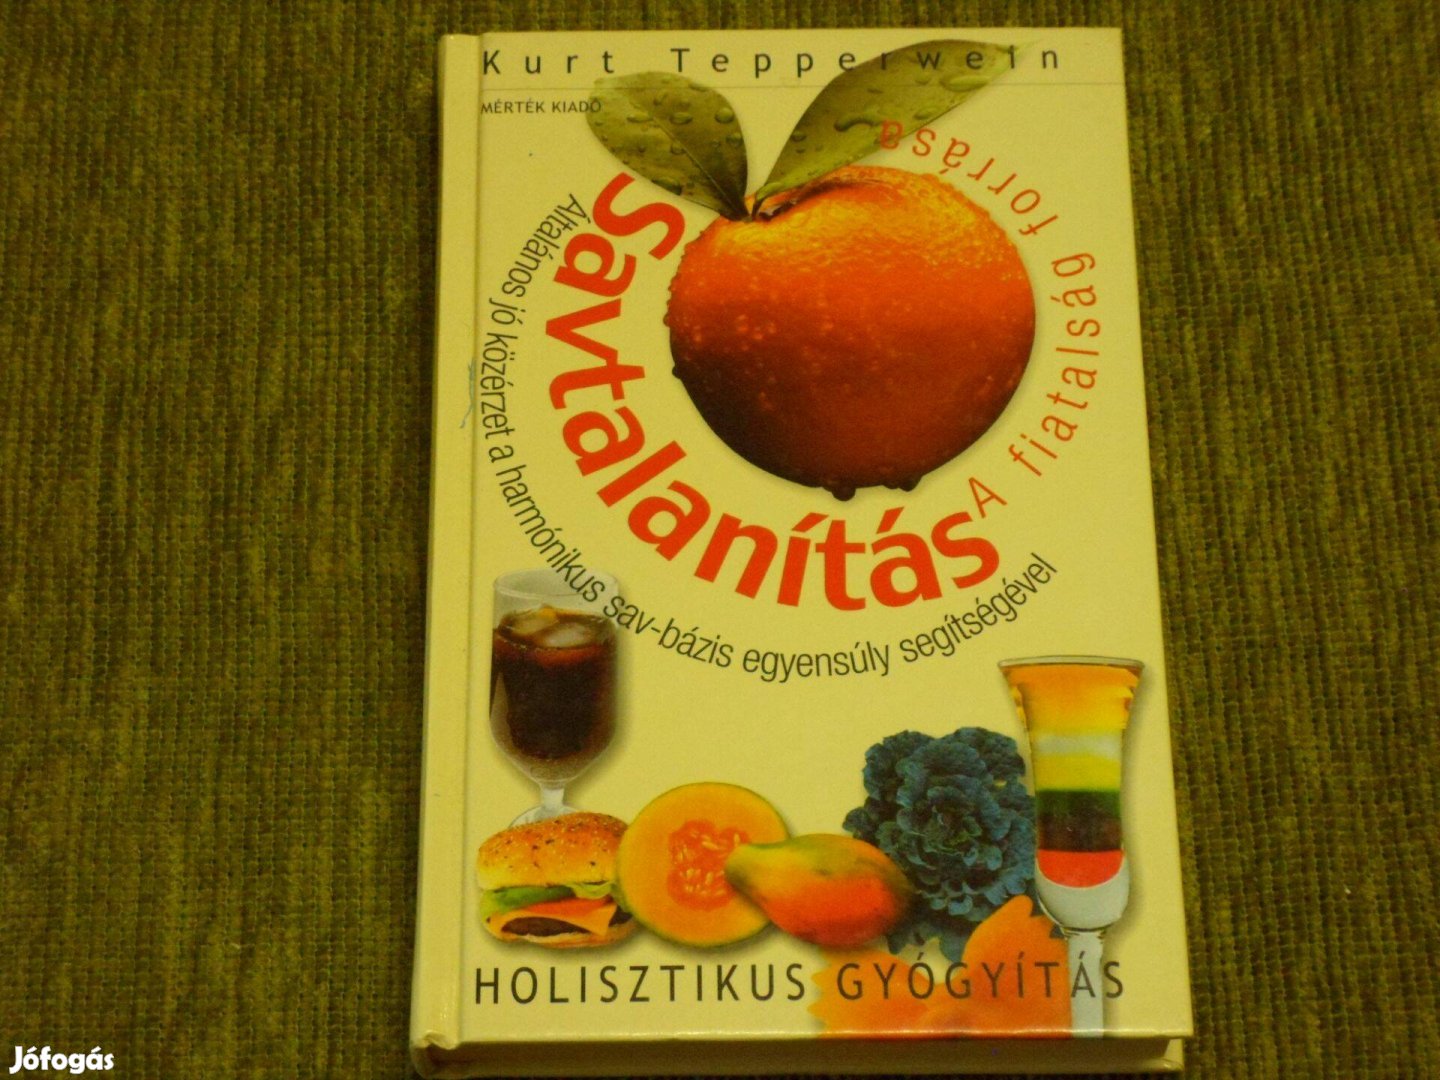 Kurt Tepperwein
MÉRTÉK KIADÓ
Savtalanítás
A fiatalság forrása
Általános jó közérzet a harmónikus sav-bázis egyensúly segítségével
HOLISZTIKUS GYÓGYÍTÁS
Jófogás